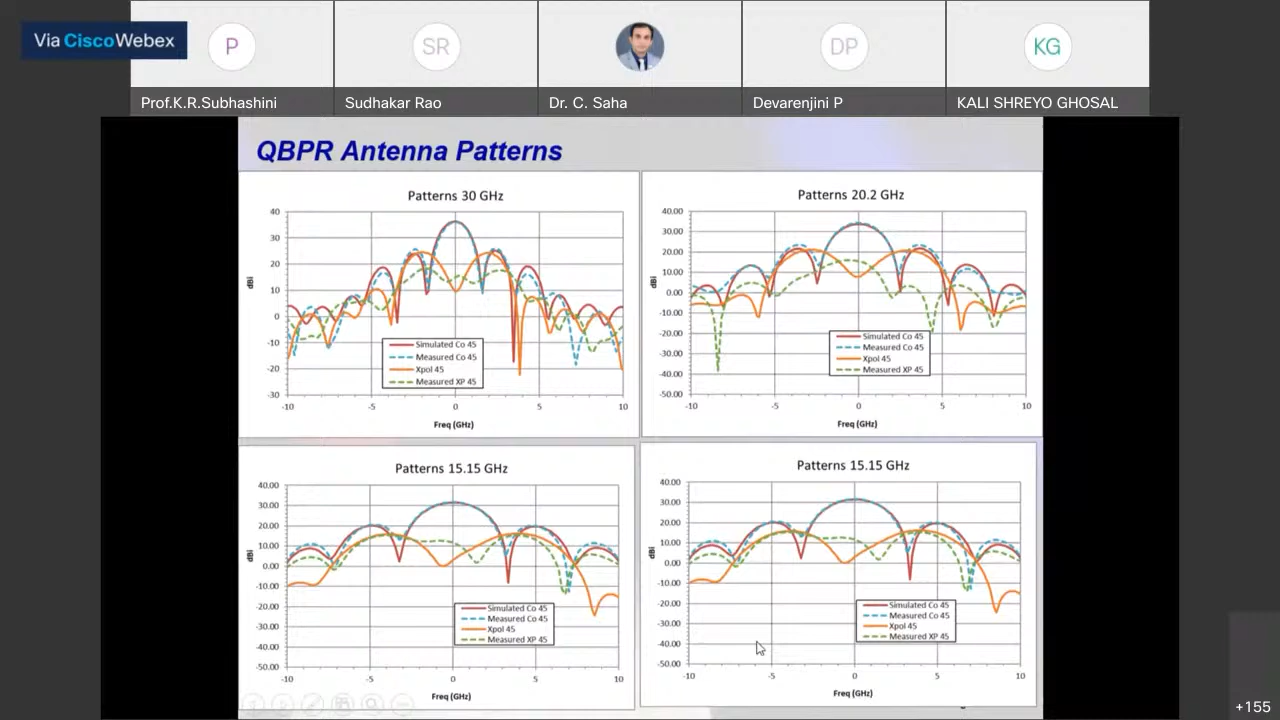 Via CiscoWebex
P
SR
DP
KG
Prof.K.R.Subhashini
Sudhakar Rao
Dr. C. Saha
Devarenjini P
KALI SHREYO GHOSAL
QBPR Antenna Patterns
Patterns 30 GHz
40
30
20
10
0
-10
-20
-30
dBi
-10 -5 0 5 10
Freq (GHz)
Simulated Co 45
Measured Co 45
Xpol 45
Measured XP 45
Patterns 20.2 GHz
40.00
30.00
20.00
10.00
0.00
-10.00
-20.00
-30.00
-40.00
-50.00
dBi
-10 -5 0 5 10
Freq (GHz)
Simulated Co 45
Measured Co 45
Xpol 45
Measured XP 45
Patterns 15.15 GHz
40.00
30.00
20.00
10.00
0.00
-10.00
-20.00
-30.00
-40.00
-50.00
dBi
-10 -5 0 5 10
Freq (GHz)
Simulated Co 45
Measured Co 45
Xpol 45
Measured XP 45
Patterns 15.15 GHz
40.00
30.00
20.00
10.00
0.00
-10.00
-20.00
-30.00
-40.00
-50.00
dBi
-10 -5 0 5 10
Freq (GHz)
Simulated Co 45
Measured Co 45
Xpol 45
Measured XP 45
+155